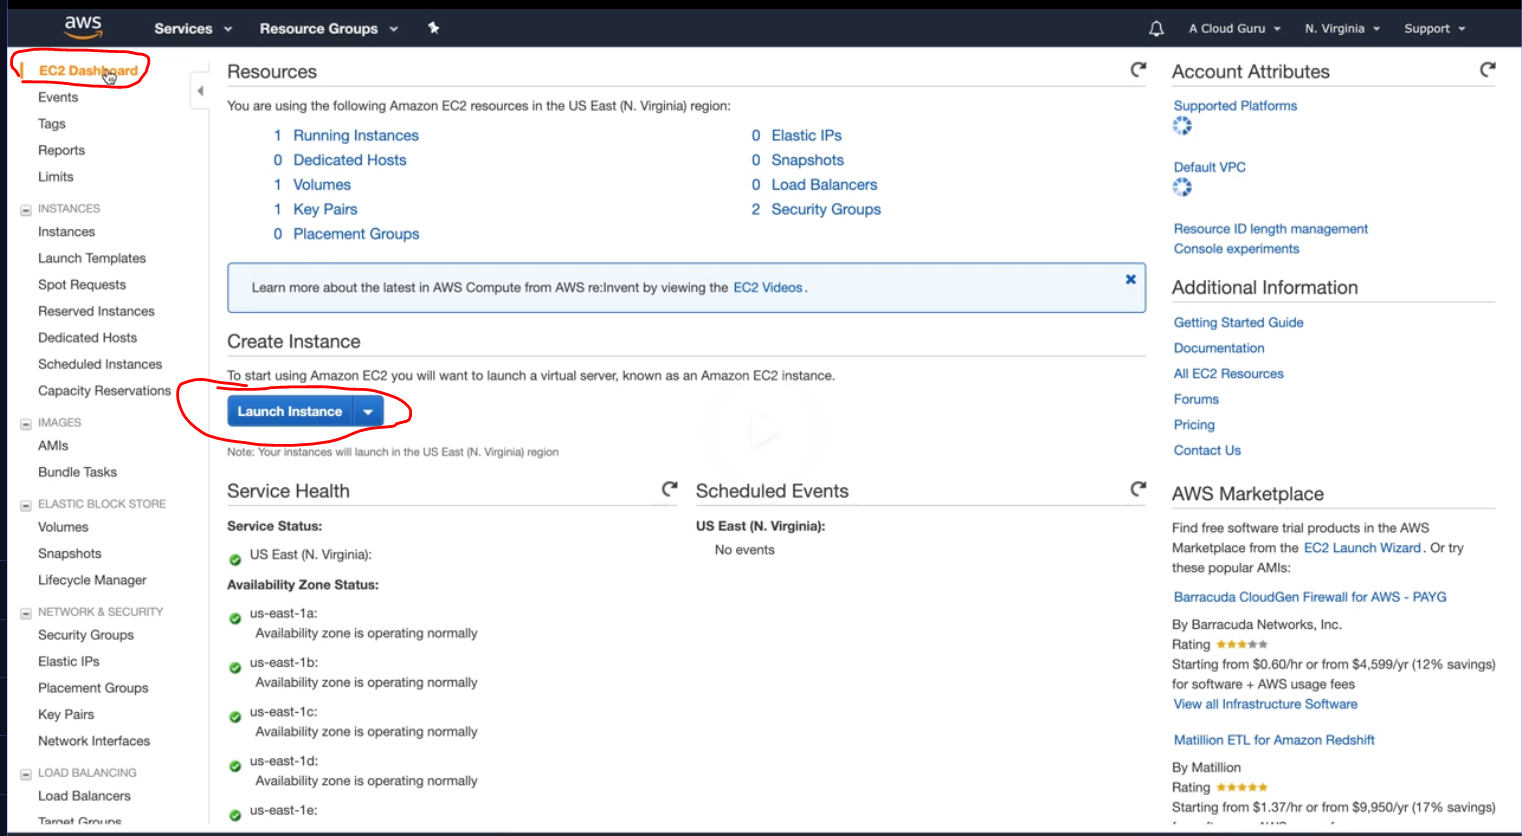 aws
Services
Resource Groups
A Cloud Guru
N. Virginia
Support
EC2 Dashboard
Events
Tags
Reports
Limits
INSTANCES
Instances
Launch Templates
Spot Requests
Reserved Instances
Dedicated Hosts
Scheduled Instances
Capacity Reservations
IMAGES
AMIs
Bundle Tasks
ELASTIC BLOCK STORE
Volumes
Snapshots
Lifecycle Manager
NETWORK & SECURITY
Security Groups
Elastic IPs
Placement Groups
Key Pairs
Network Interfaces
LOAD BALANCING
Load Balancers
Target Groups
Resources
You are using the following Amazon EC2 resources in the US East (N. Virginia) region:
1 Running Instances
0 Dedicated Hosts
1 Volumes
1 Key Pairs
0 Placement Groups
0 Elastic IPs
0 Snapshots
0 Load Balancers
2 Security Groups
Learn more about the latest in AWS Compute from AWS re:Invent by viewing the EC2 Videos.
Create Instance
To start using Amazon EC2 you will want to launch a virtual server, known as an Amazon EC2 instance.
Launch Instance
Note: Your instances will launch in the US East (N. Virginia) region
Service Health
Service Status:
US East (N. Virginia):
Availability Zone Status:
us-east-1a:
Availability zone is operating normally
us-east-1b:
Availability zone is operating normally
us-east-1c:
Availability zone is operating normally
us-east-1d:
Availability zone is operating normally
us-east-1e:
Scheduled Events
US East (N. Virginia):
No events
Account Attributes
Supported Platforms
Default VPC
Resource ID length management
Console experiments
Additional Information
Getting Started Guide
Documentation
All EC2 Resources
Forums
Pricing
Contact Us
AWS Marketplace
Find free software trial products in the AWS
Marketplace from the EC2 Launch Wizard. Or try
these popular AMIs:
Barracuda CloudGen Firewall for AWS - PAYG
By Barracuda Networks, Inc.
Rating
Starting from $0.60/hr or from $4,599/yr (12% savings)
for software + AWS usage fees
View all Infrastructure Software
Matillion ETL for Amazon Redshift
By Matillion
Rating
Starting from $1.37/hr or from $9,950/yr (17% savings)